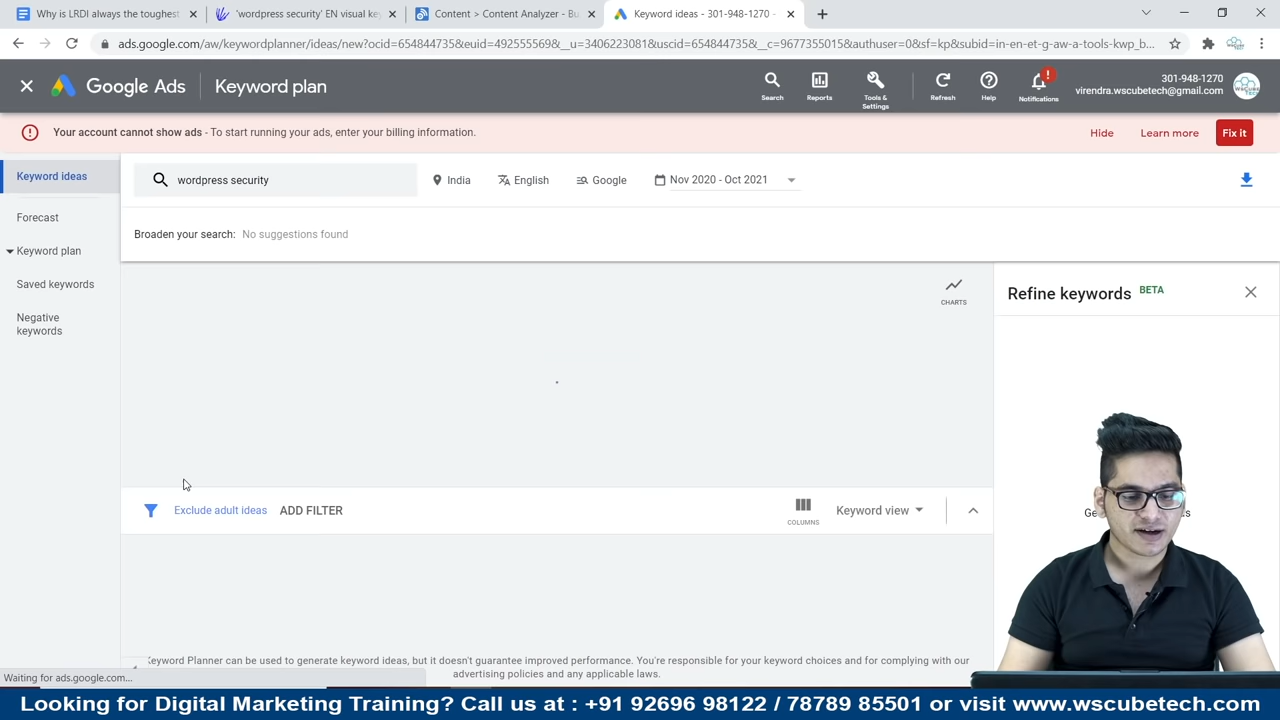 Why is LRDI always the toughest
'wordpress security' EN visual ke
Content > Content Analyzer - Bu
Keyword ideas - 301-948-1270 -
ads.google.com/aw/keywordplanner/ideas/new?ocid=654844735&euid=492555569&__u=3406223081&uscid=654844735&__c=9677355015&authuser=0&sf=kp&subid=in-en-et-g-aw-a-tools-kwp_b...
Google Ads
Keyword plan
Search
Reports
Tools &
Settings
Refresh
Help
!
Notifications
301-948-1270
virendra.wscubetech@gmail.com
Your account cannot show ads - To start running your ads, enter your billing information.
Hide
Learn more
Fix it
Keyword ideas
Forecast
Keyword plan
Saved keywords
Negative
keywords
wordpress security
India
English
Google
Nov 2020 - Oct 2021
Broaden your search: No suggestions found
CHARTS
Refine keywords BETA
Exclude adult ideas
ADD FILTER
COLUMNS
Keyword view
Keyword Planner can be used to generate keyword ideas, but it doesn't guarantee improved performance. You're responsible for your keyword choices and for complying with our
advertising policies and any applicable laws.
Waiting for ads.google.com...
Looking for Digital Marketing Training? Call us at : +91 92696 98122 / 78789 85501 or visit www.wscubetech.com